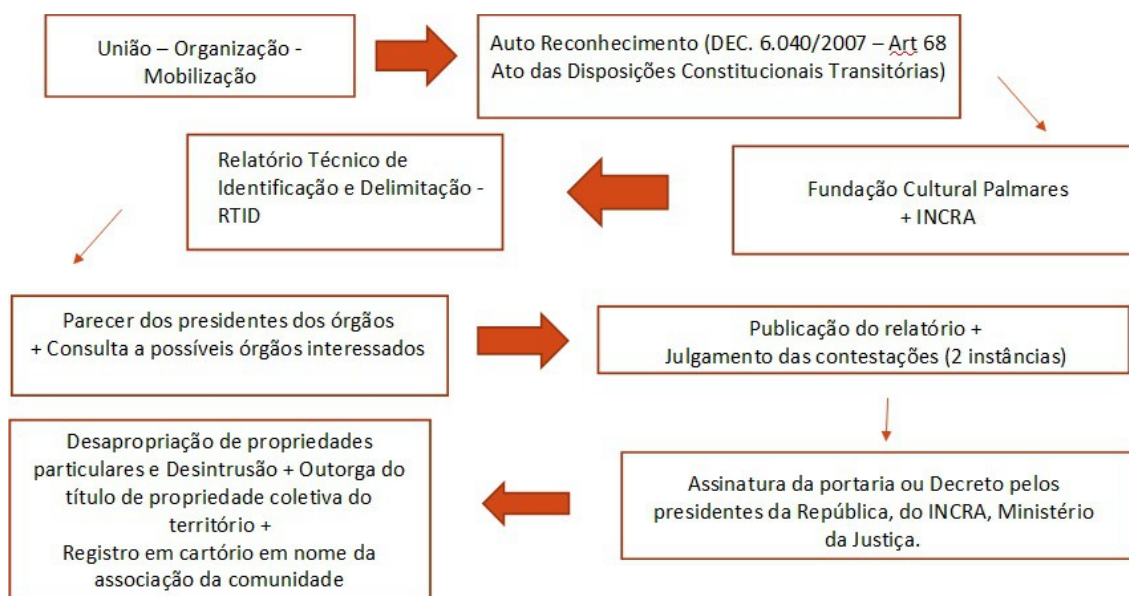 União – Organização -
Mobilização
Auto Reconhecimento (DEC. 6.040/2007 – Art 68
Ato das Disposições Constitucionais Transitórias)
Fundação Cultural Palmares
+ INCRA
Relatório Técnico de
Identificação e Delimitação -
RTID
Parecer dos presidentes dos órgãos
+ Consulta a possíveis órgãos interessados
Publicação do relatório +
Julgamento das contestações (2 instâncias)
Assinatura da portaria ou Decreto pelos
presidentes da República, do INCRA, Ministério
da Justiça.
Desapropriação de propriedades
particulares e Desintrusão + Outorga do
título de propriedade coletiva do
território +
Registro em cartório em nome da
associação da comunidade